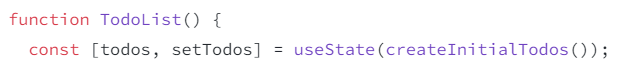 function TodoList() {
  const [todos, setTodos] = useState(createInitialTodos());